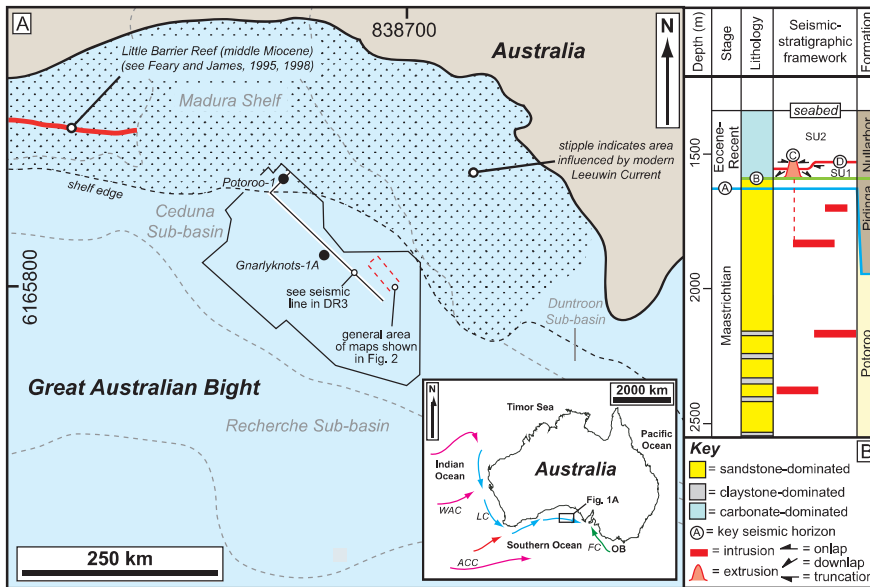 A
838700
Little Barrier Reef (middle Miocene)
(see Feary and James, 1995, 1998)
Australia
N
Madura Shelf
stipple indicates area
influenced by modern
Leeuwin Current
Potoroo-1
shelf edge
Ceduna
Sub-basin
Gnarlyknots-1A
6165800
see seismic
line in DR3
general area
of maps shown
in Fig. 2
Duntroon
Sub-basin
Great Australian Bight
Recherche Sub-basin
250 km
N
2000 km
Timor Sea
Pacific
Ocean
Indian
Ocean
Australia
Fig. 1A
WAC
LC
Southern Ocean
FC
OB
ACC
Depth (m)
Stage
Lithology
Seismic-
stratigraphic
framework
Formation
seabed
1500
2000
2500
Eocene-
Recent
Maastrichtian
SU2
C
D
SU1
B
A
Nullarbor
Pidinga
Potoroo
B
Key
= sandstone-dominated
= claystone-dominated
= carbonate-dominated
A = key seismic horizon
= intrusion
= onlap
= downlap
= extrusion
= truncation